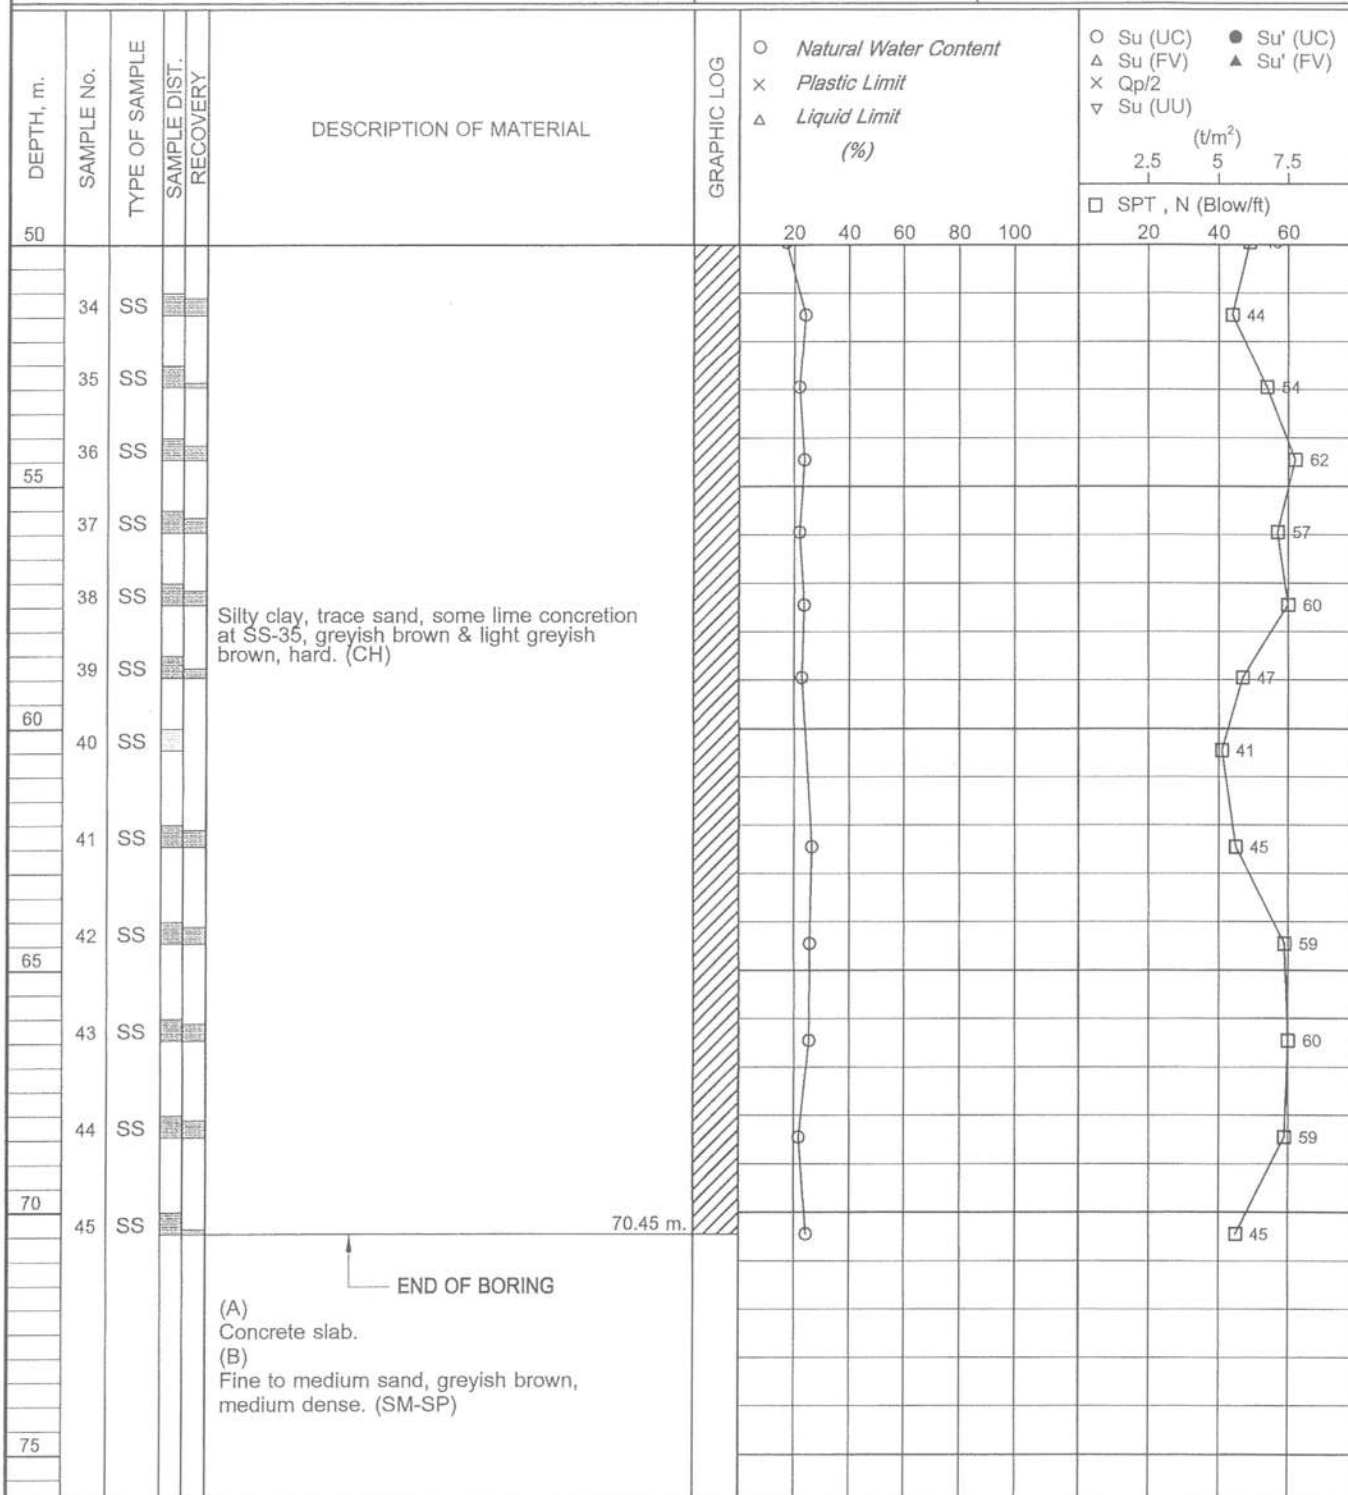 DEPTH, m.
SAMPLE No.
TYPE OF SAMPLE
SAMPLE DIST.
RECOVERY
DESCRIPTION OF MATERIAL
GRAPHIC LOG
○ Natural Water Content
× Plastic Limit
△ Liquid Limit
(%)
○ Su (UC) ● Su' (UC)
△ Su (FV) ▲ Su' (FV)
× Qp/2
▽ Su (UU)
(t/m²)
2.5 5 7.5
□ SPT , N (Blow/ft)
50
20 40 60 80 100
20 40 60
34 SS
44
35 SS
54
36 SS
62
55
37 SS
57
38 SS
60
Silty clay, trace sand, some lime concretion
at SS-35, greyish brown & light greyish
brown, hard. (CH)
39 SS
47
60
40 SS
41
41 SS
45
42 SS
59
65
43 SS
60
44 SS
59
70
45 SS
70.45 m.
45
END OF BORING
(A)
Concrete slab.
(B)
Fine to medium sand, greyish brown,
medium dense. (SM-SP)
75